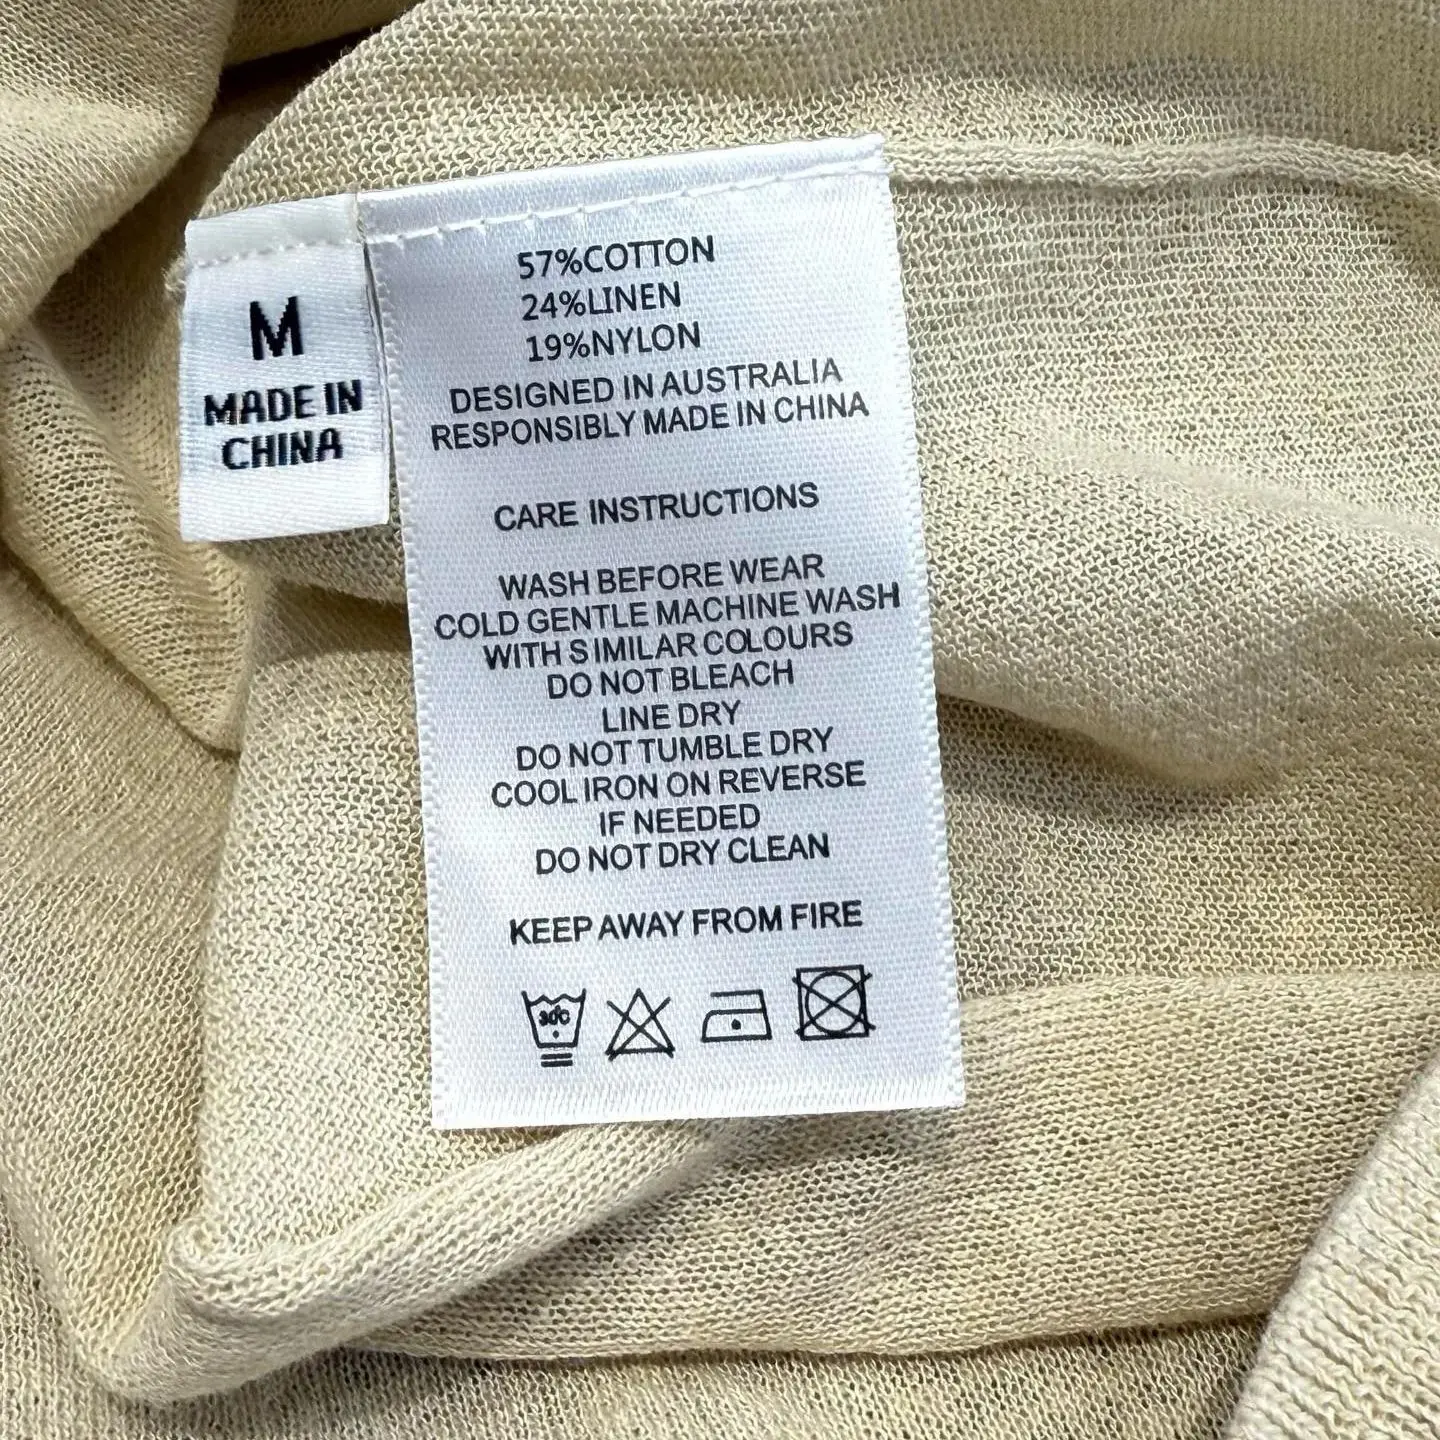 M
MADE IN
CHINA
57%COTTON
24%LINEN
19%NYLON
DESIGNED IN AUSTRALIA
RESPONSIBLY MADE IN CHINA
CARE INSTRUCTIONS
WASH BEFORE WEAR
COLD GENTLE MACHINE WASH
WITH SIMILAR COLOURS
DO NOT BLEACH
LINE DRY
DO NOT TUMBLE DRY
COOL IRON ON REVERSE
IF NEEDED
DO NOT DRY CLEAN
KEEP AWAY FROM FIRE
30°C